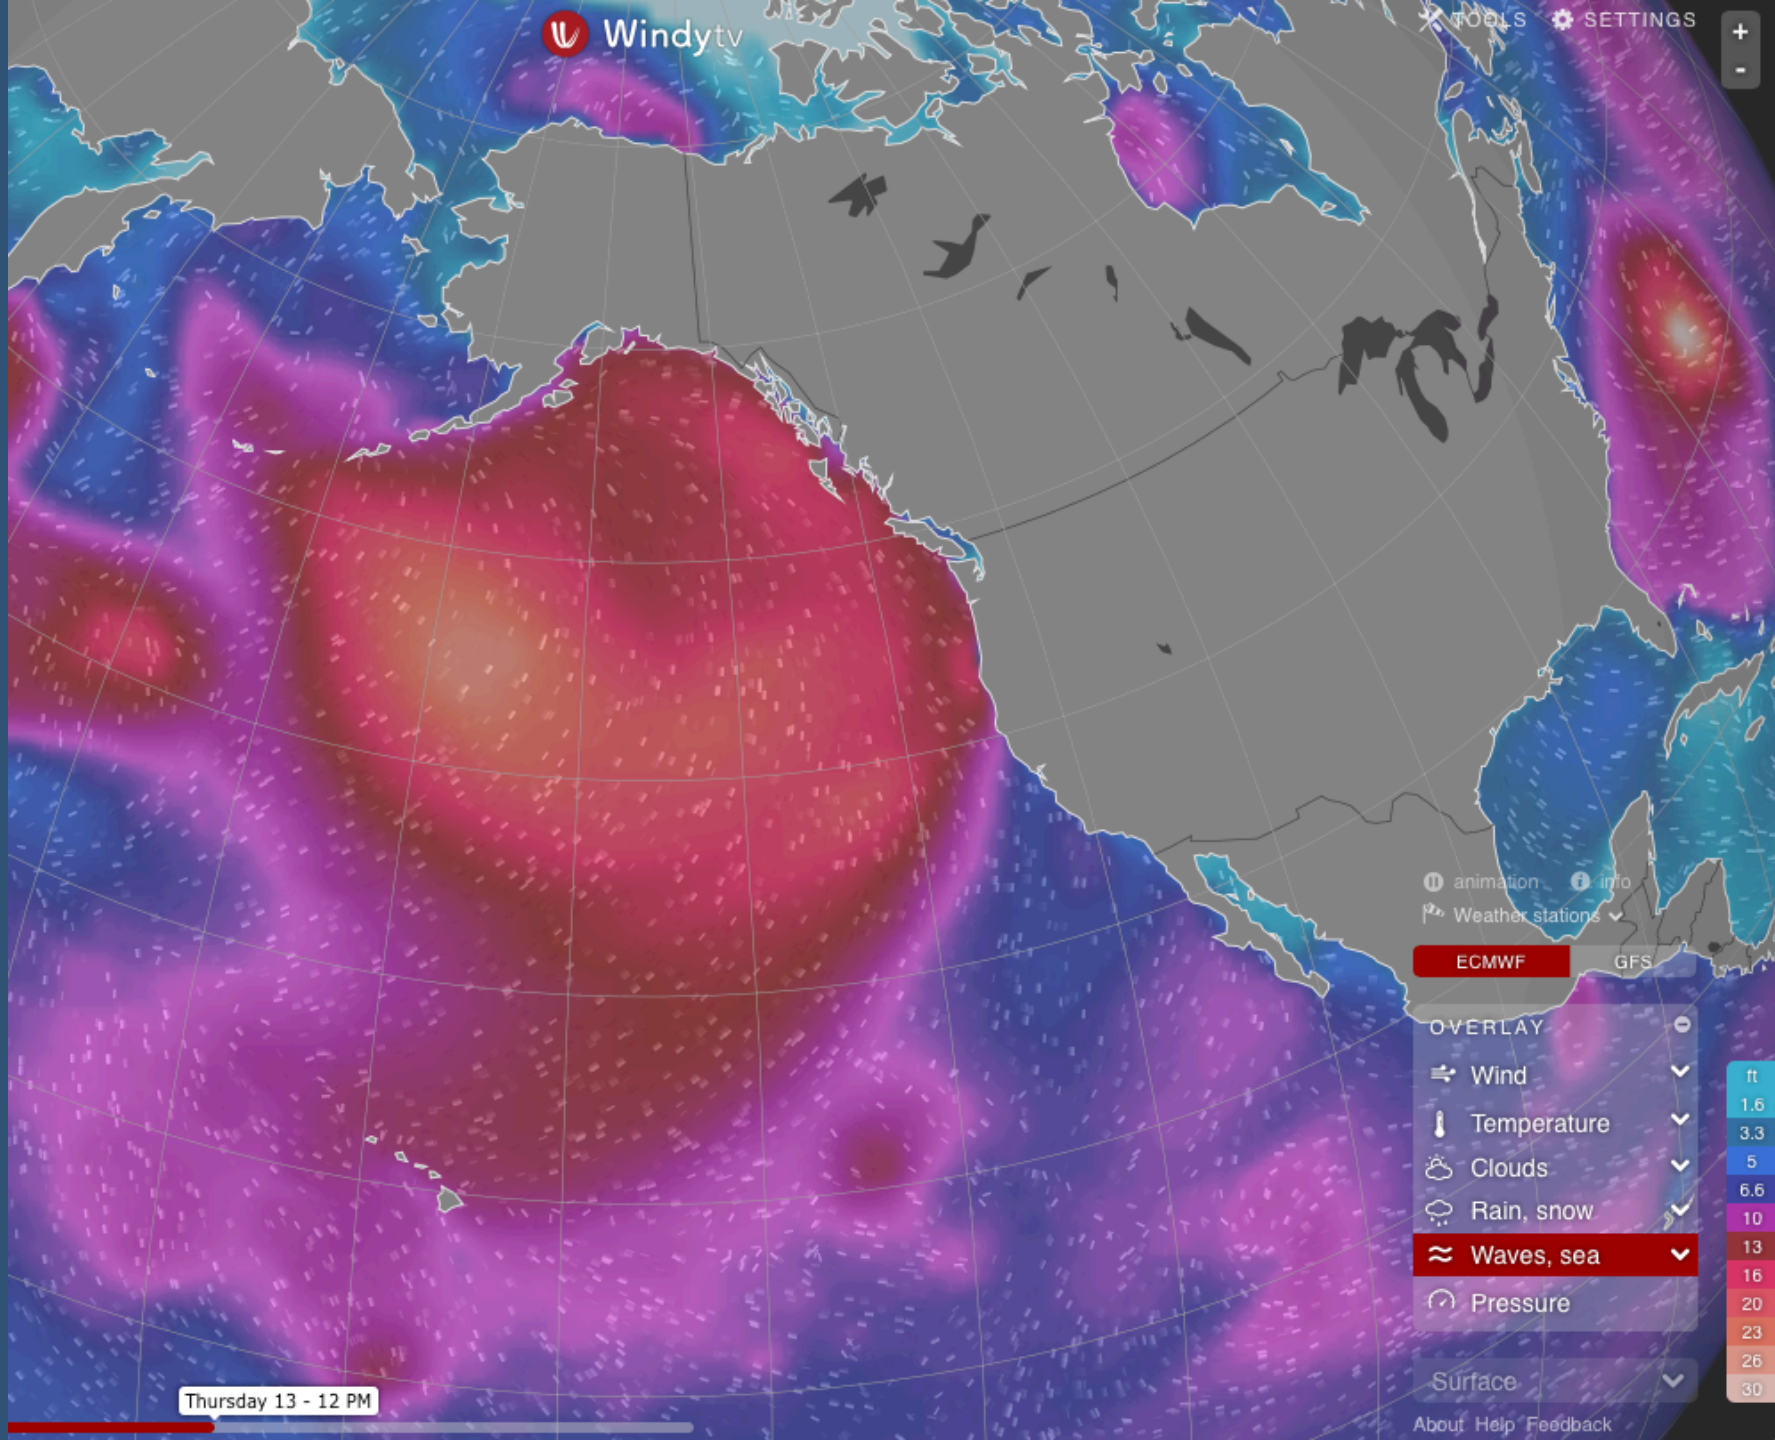 Windytv
TOOLS SETTINGS
+
-
animation info
Weather stations
ECMWF GFS
OVERLAY
Wind
Temperature
Clouds
Rain, snow
Waves, sea
Pressure
Surface
About Help Feedback
ft
1.6
3.3
5
6.6
10
13
16
20
23
26
30
Thursday 13 - 12 PM